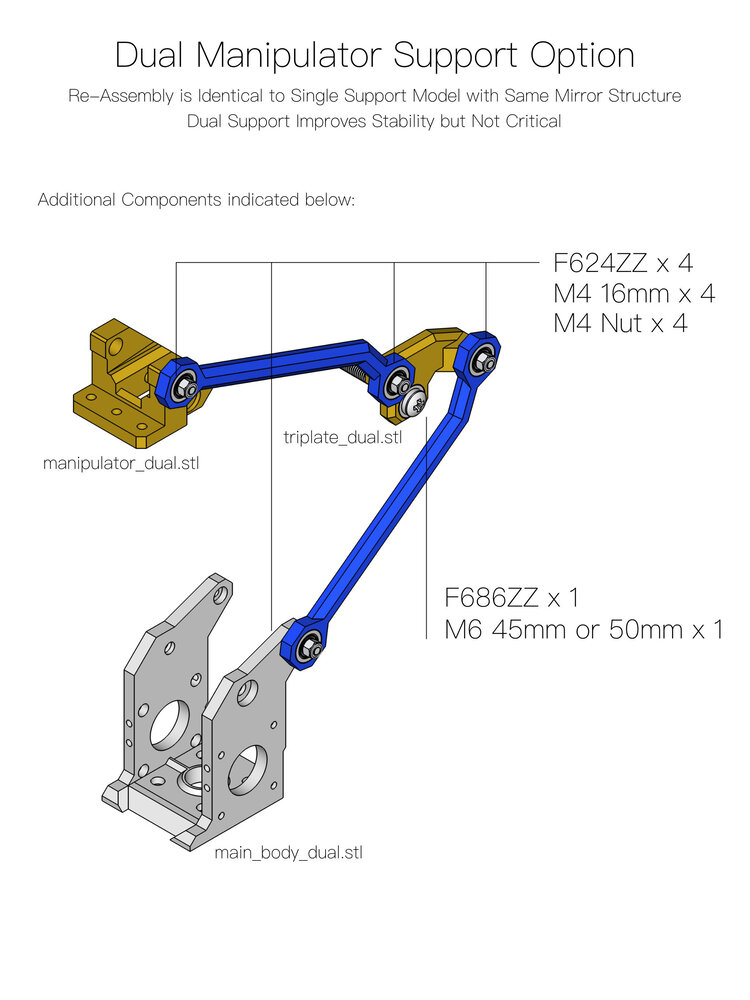 Dual Manipulator Support Option
Re-Assembly is Identical to Single Support Model with Same Mirror Structure
Dual Support Improves Stability but Not Critical
Additional Components indicated below:
F624ZZ x 4
M4 16mm x 4
M4 Nut x 4
triplate_dual.stl
manipulator_dual.stl
F686ZZ x 1
M6 45mm or 50mm x 1
main_body_dual.stl